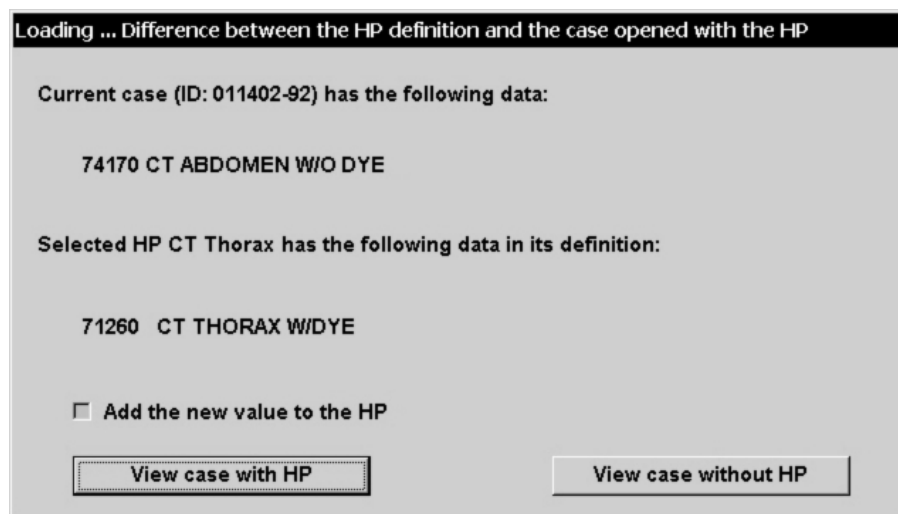 Loading ... Difference between the HP definition and the case opened with the HP
Current case (ID: 011402-92) has the following data:
74170 CT ABDOMEN W/O DYE
Selected HP CT Thorax has the following data in its definition:
71260 CT THORAX W/DYE
Add the new value to the HP
View case with HP
View case without HP